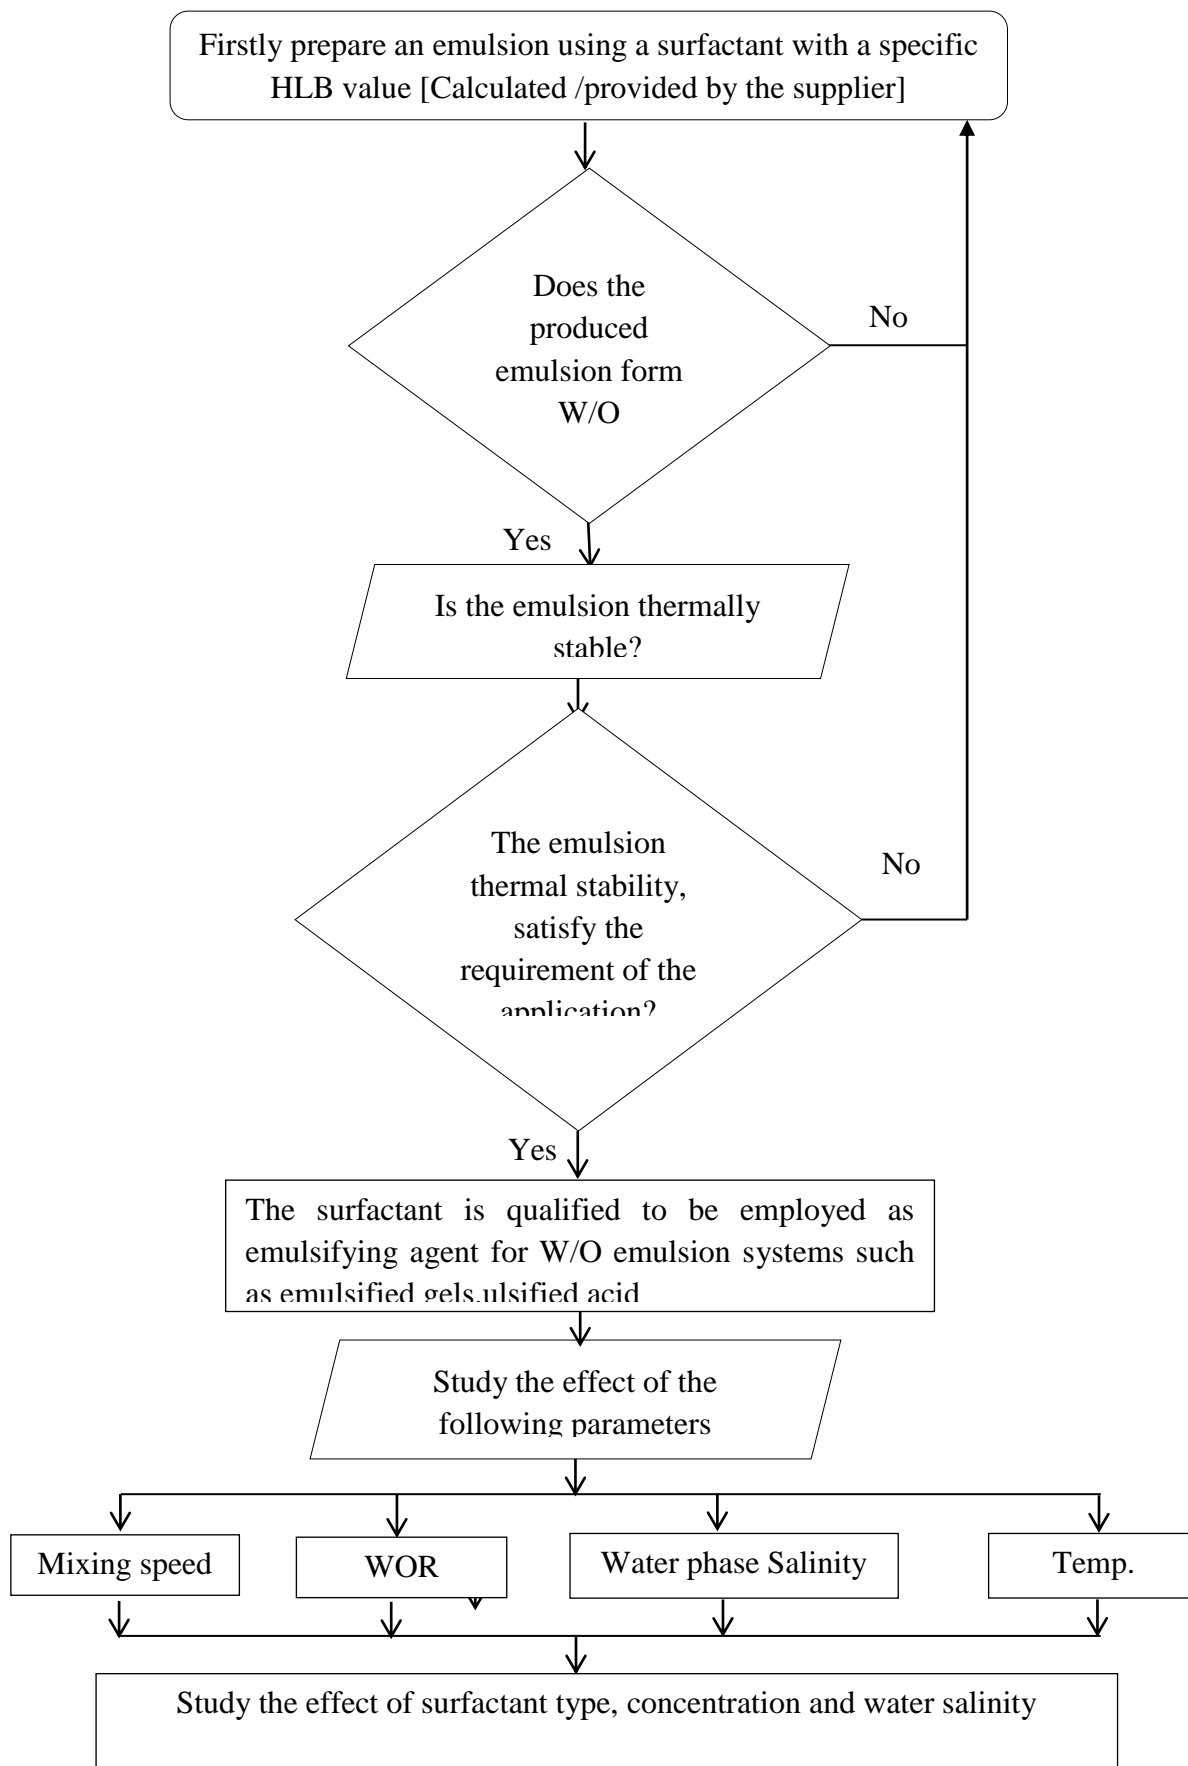 Firstly prepare an emulsion using a surfactant with a specific
HLB value [Calculated /provided by the supplier]
Does the
produced
emulsion form
W/O
No
Yes
Is the emulsion thermally
stable?
The emulsion
thermal stability,
satisfy the
requirement of the
application?
No
Yes
The surfactant is qualified to be employed as
emulsifying agent for W/O emulsion systems such
as emulsified gels.ulsified acid
Study the effect of the
following parameters
Mixing speed
WOR
Water phase Salinity
Temp.
Study the effect of surfactant type, concentration and water salinity